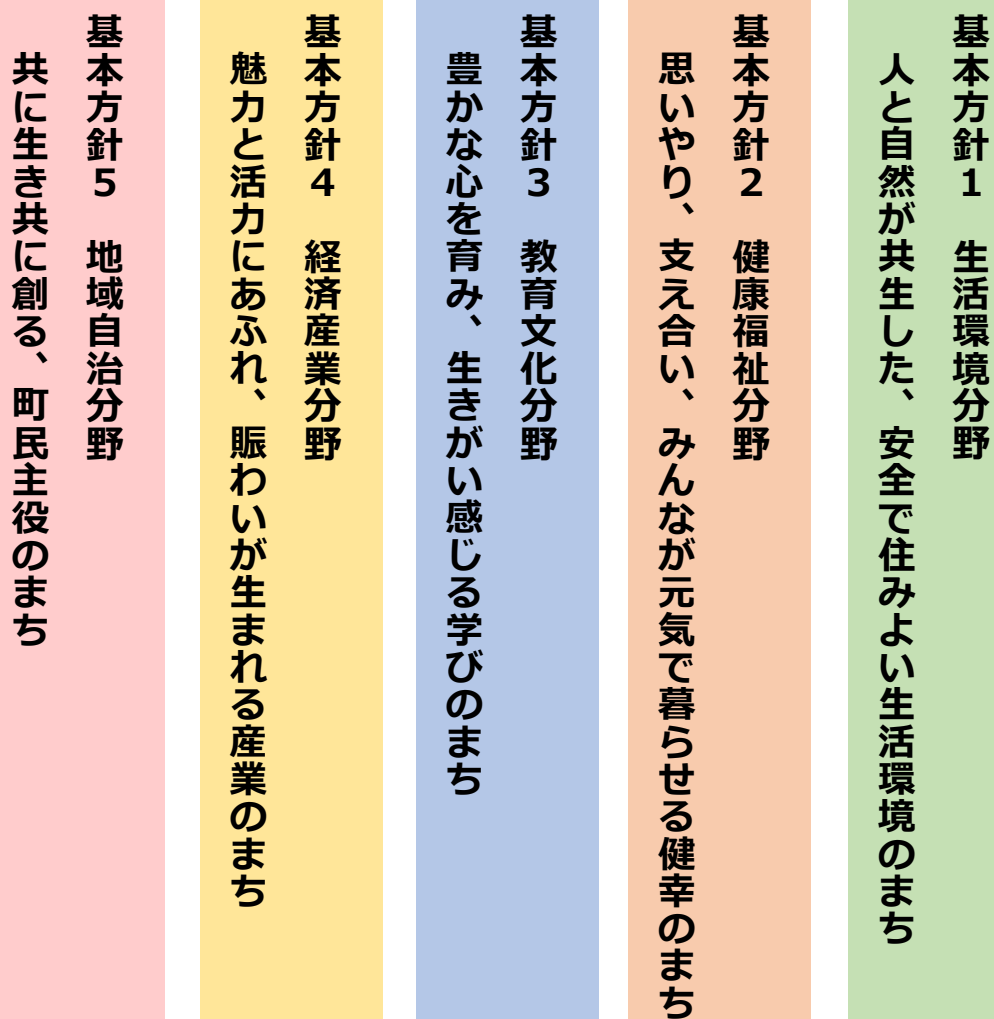 基本方針１　生活環境分野
人と自然が共生した、安全で住みよい生活環境のまち
基本方針２　健康福祉分野
思いやり、支え合い、みんなが元気で暮らせる健幸のまち
基本方針３　教育文化分野
豊かな心を育み、生きがい感じる学びのまち
基本方針４　経済産業分野
魅力と活力にあふれ、賑わいが生まれる産業のまち
基本方針５　地域自治分野
共に生き共に創る、町民主役のまち